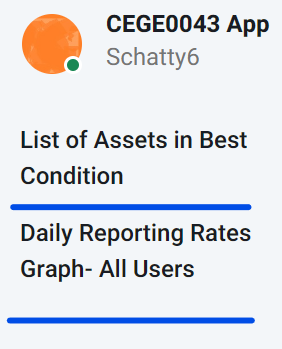 CEGE0043 App
Schatty6
List of Assets in Best
Condition
Daily Reporting Rates
Graph- All Users